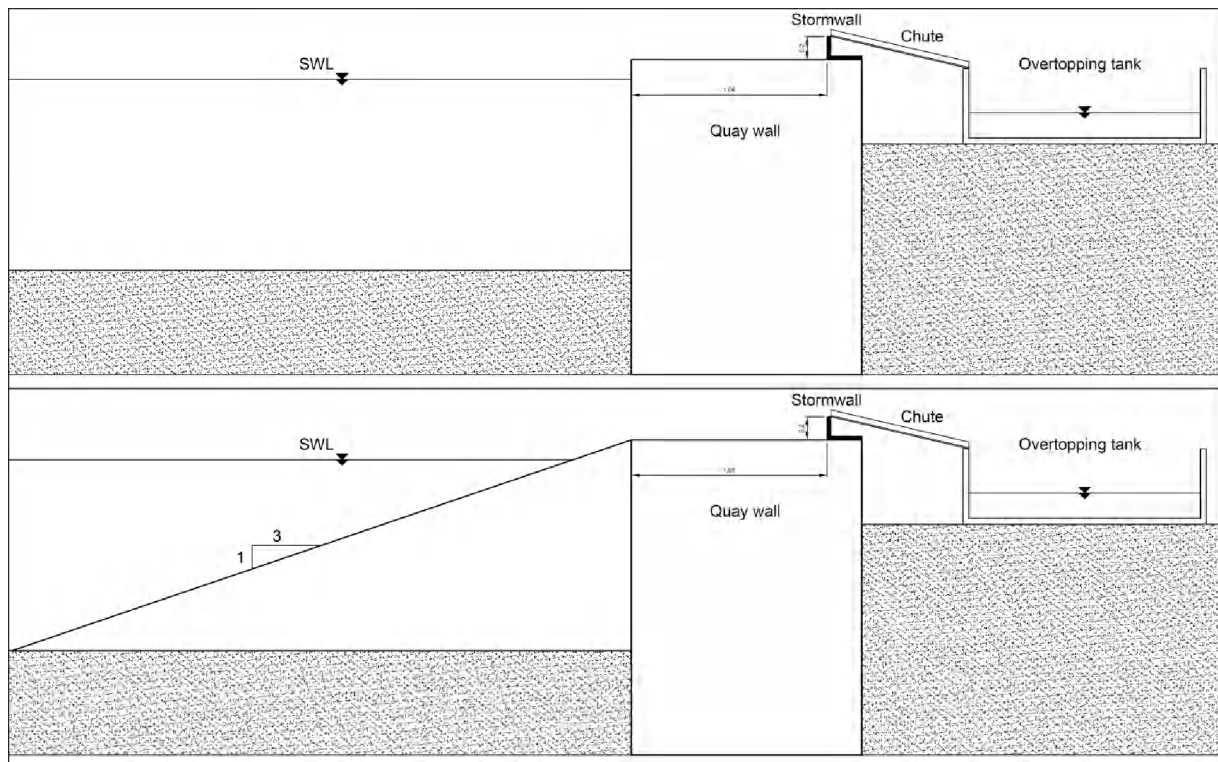 Stormwall
Chute
SWL
Overtopping tank
Quay wall
Stormwall
Chute
SWL
Overtopping tank
3
1
Quay wall